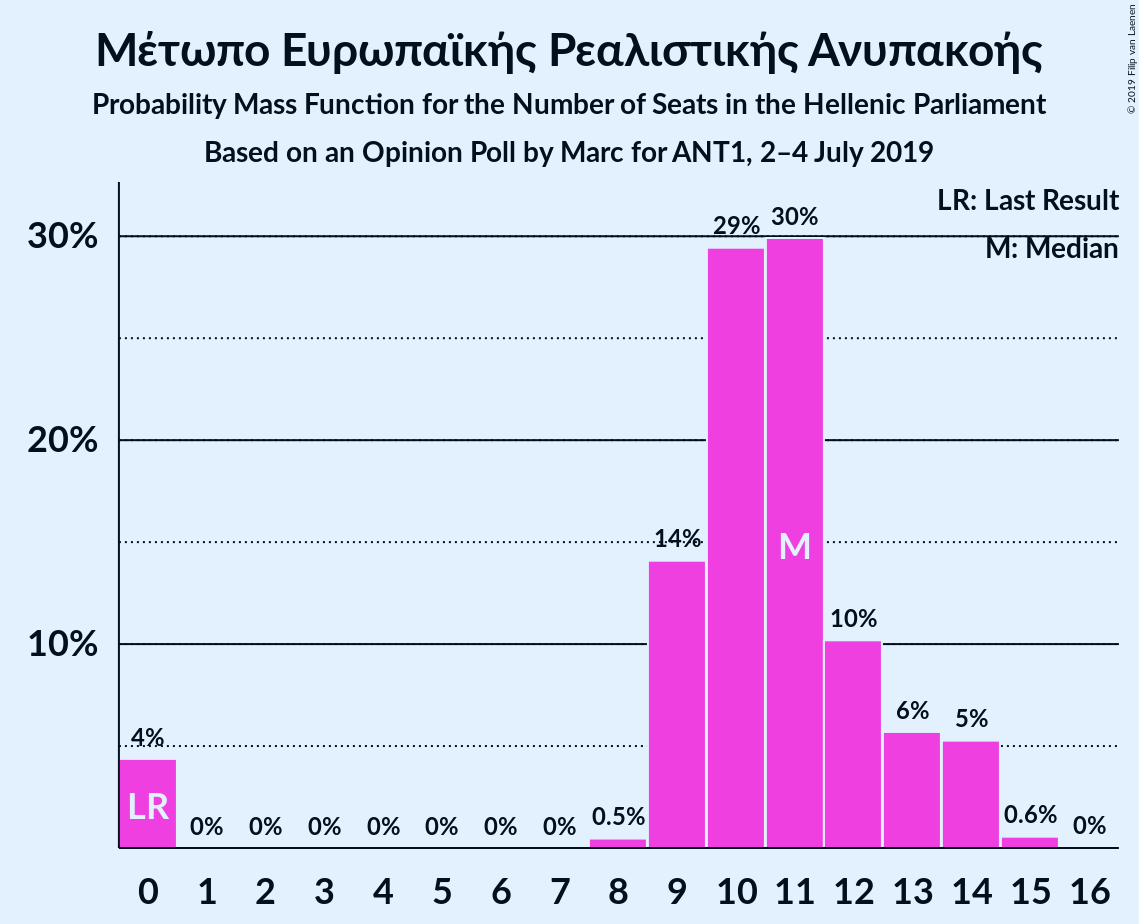 Μέτωπο Ευρωπαϊκής Ρεαλιστικής Ανυπακοής
Probability Mass Function for the Number of Seats in the Hellenic Parliament
Based on an Opinion Poll by Marc for ANT1, 2–4 July 2019
© 2019 Filip van Laenen
LR: Last Result
M: Median
30%
20%
10%
4% 0% 0% 0% 0% 0% 0% 0% 0.5% 14% 29% 30% 10% 6% 5% 0.6% 0%
LR
M
0 1 2 3 4 5 6 7 8 9 10 11 12 13 14 15 16